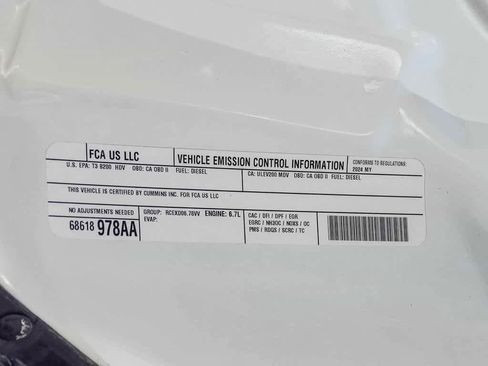 FCA US LLC
VEHICLE EMISSION CONTROL INFORMATION
CONFORMS TO REGULATIONS:
2024 MY
U.S. EPA: T3 B200 HDV OBD: CA OBD II FUEL: DIESEL
CA: ULEV200 MDV OBD: CA OBD II FUEL: DIESEL
THIS VEHICLE IS CERTIFIED BY CUMMINS INC. FOR FCA US LLC
NO ADJUSTMENTS NEEDED
68618 978AA
GROUP: RCEXD06.78VV ENGINE: 6.7L
EVAP:
CAC / DFI / DPF / EGR
EGRC / NH3OC / NOXS / OC
PMS / RDQS / SCRC / TC